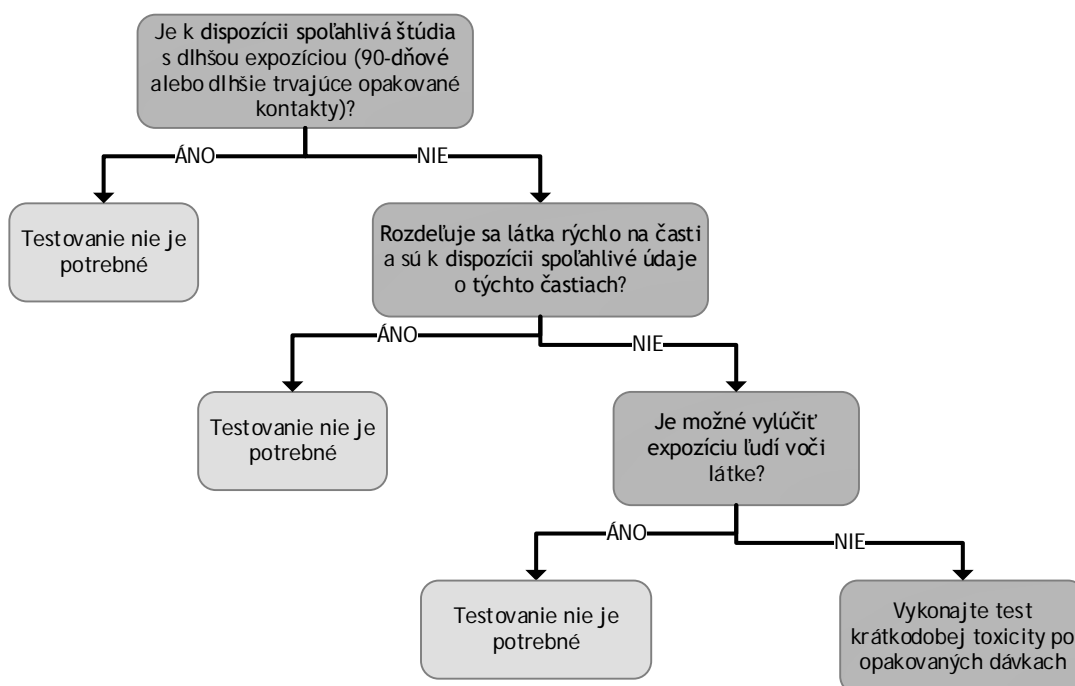 Je k dispozícii spoľahlivá štúdia
s dlhšou expozíciou (90-dňové
alebo dlhšie trvajúce opakované
kontakty)?
ÁNO
NIE
Testovanie nie je
potrebné
Rozdeľuje sa látka rýchlo na časti
a sú k dispozícii spoľahlivé údaje
o týchto častiach?
ÁNO
NIE
Testovanie nie je
potrebné
Je možné vylúčiť
expozíciu ľudí voči
látke?
ÁNO
NIE
Testovanie nie je
potrebné
Vykonajte test
krátkodobej toxicity po
opakovaných dávkach